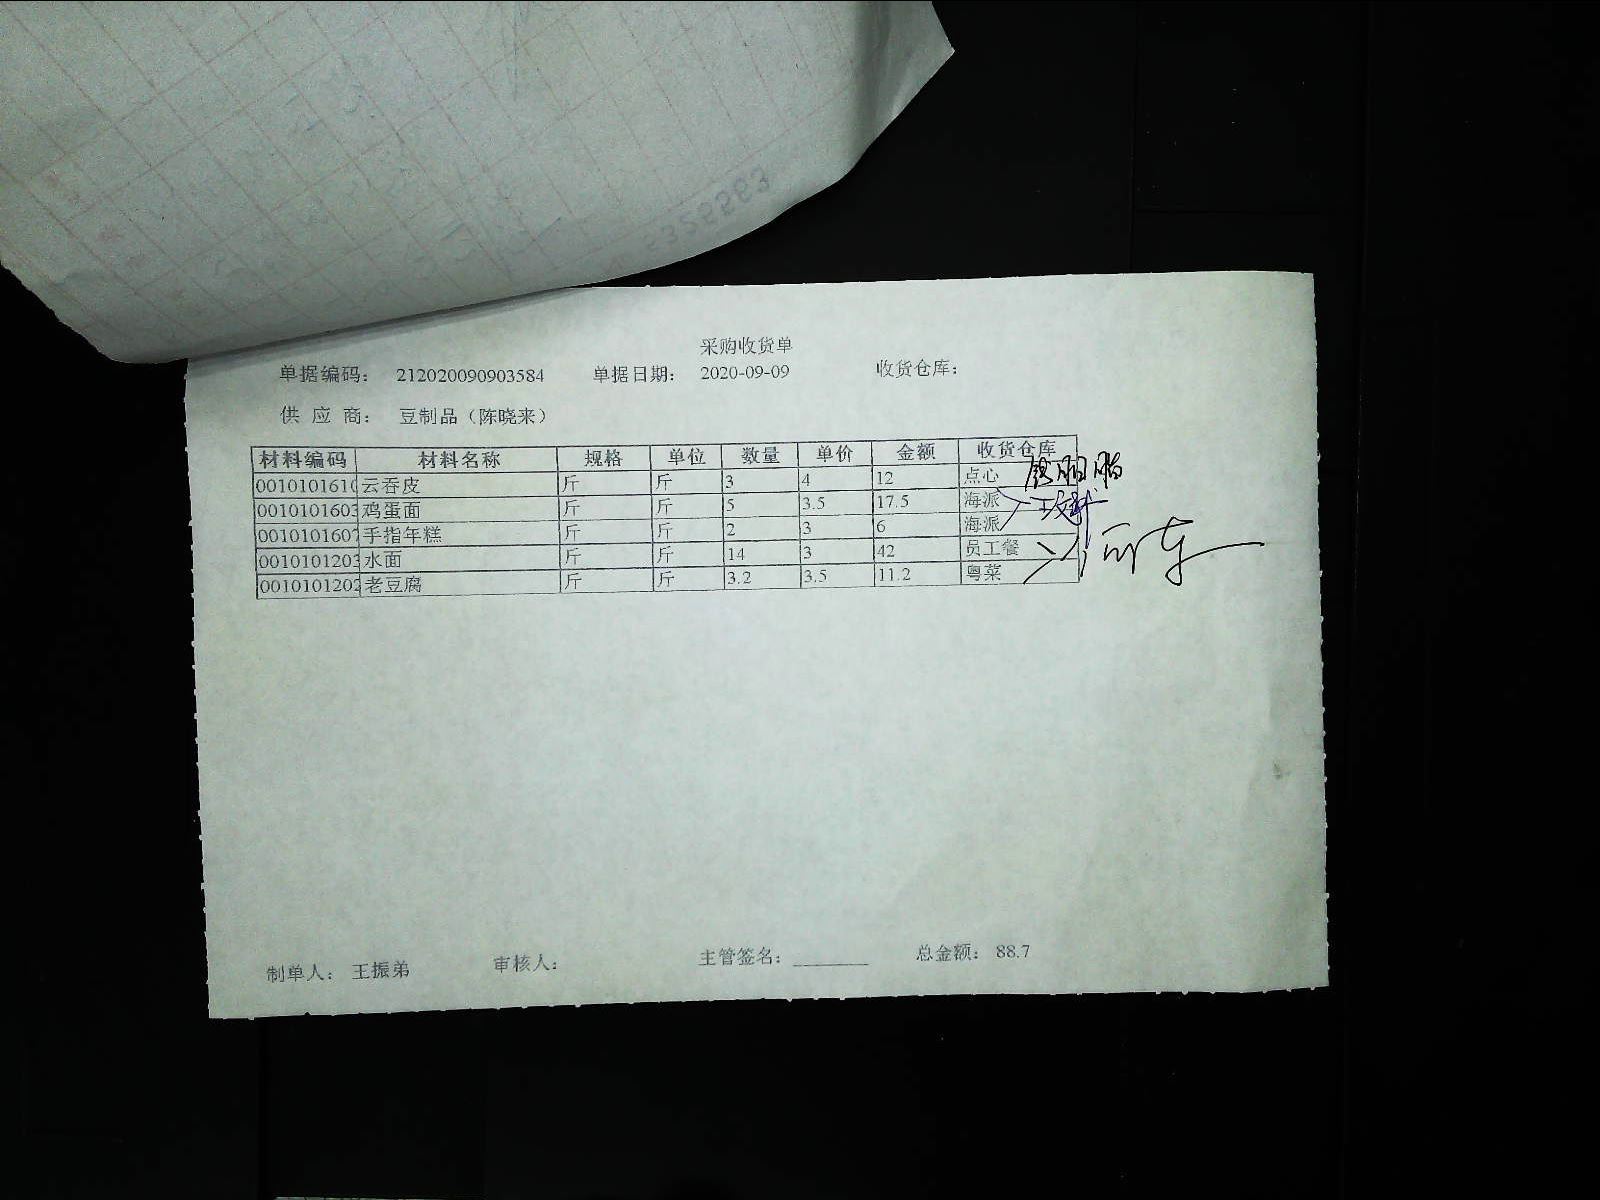 采购收货单
单据编码： 212020090903584 单据日期： 2020-09-09 收货仓库：
供 应 商： 豆制品（陈晓来）
材料编码 材料名称 规格 单位 数量 单价 金额 收货仓库
0010101610 云吞皮 斤 斤 3 4 12 点心
0010101603 鸡蛋面 斤 斤 5 3.5 17.5 海派
0010101607 手指年糕 斤 斤 2 3 6 海派
0010101203 水面 斤 斤 14 3 42 员工餐
0010101202 老豆腐 斤 斤 3.2 3.5 11.2 粤菜
制单人： 王振弟 审核人： 主管签名：________ 总金额： 88.7